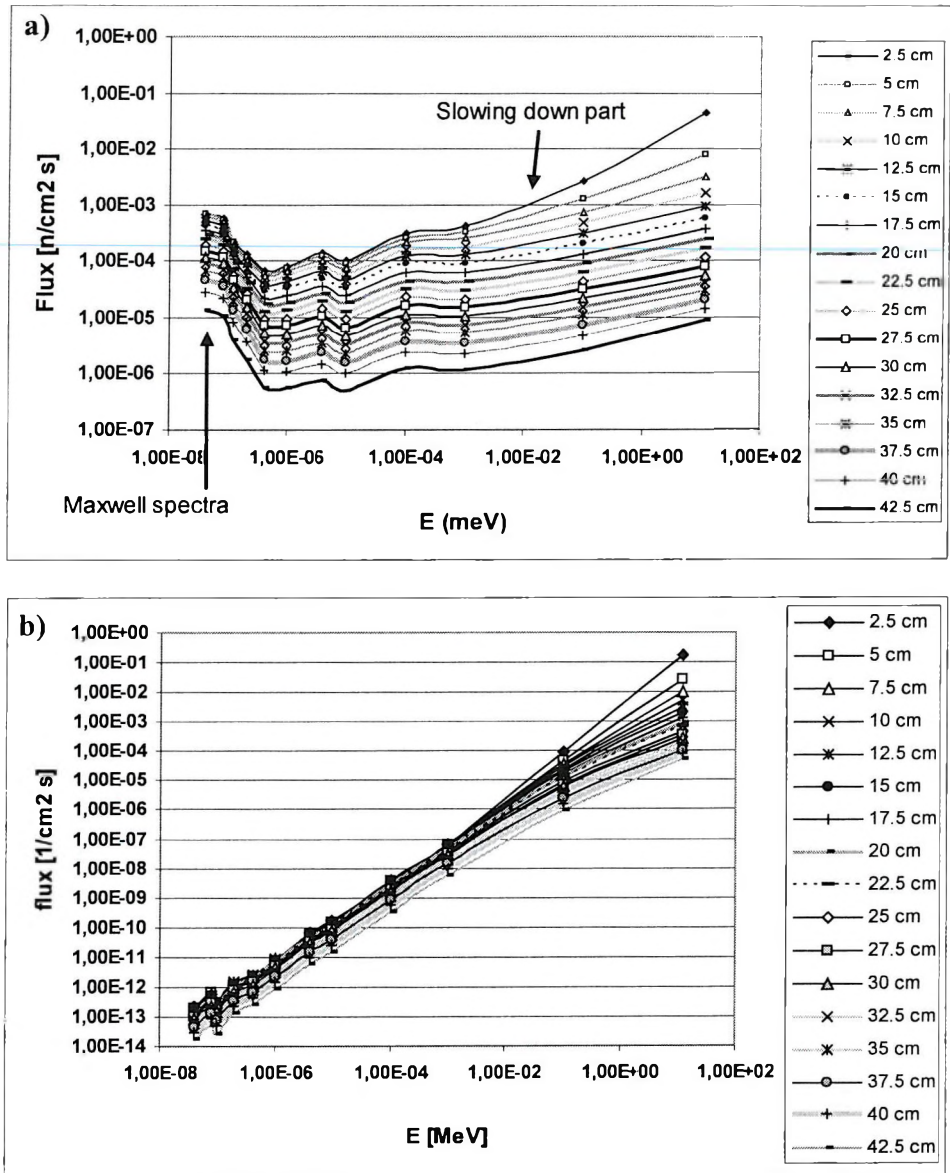 a)
1,00E+00
1,00E-01
1,00E-02
1,00E-03
1,00E-04
1,00E-05
1,00E-06
1,00E-07
Flux [n/cm2 s]
Slowing down part
Maxwell spectra
1,00E-08
1,00E-06
1,00E-04
1,00E-02
1,00E+00
1,00E+02
E (meV)
2.5 cm
5 cm
7.5 cm
10 cm
12.5 cm
15 cm
17.5 cm
20 cm
22.5 cm
25 cm
27.5 cm
30 cm
32.5 cm
35 cm
37.5 cm
40 cm
42.5 cm
b)
1,00E+00
1,00E-01
1,00E-02
1,00E-03
1,00E-04
1,00E-05
1,00E-06
1,00E-07
1,00E-08
1,00E-09
1,00E-10
1,00E-11
1,00E-12
1,00E-13
1,00E-14
flux [1/cm2 s]
1,00E-08
1,00E-06
1,00E-04
1,00E-02
1,00E+00
1,00E+02
E [MeV]
2.5 cm
5 cm
7.5 cm
10 cm
12.5 cm
15 cm
17.5 cm
20 cm
22.5 cm
25 cm
27.5 cm
30 cm
32.5 cm
35 cm
37.5 cm
40 cm
42.5 cm